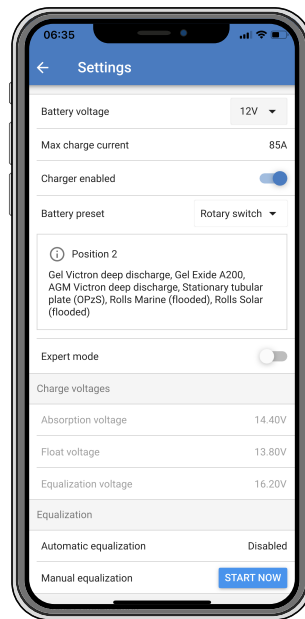 06:35
Settings
Battery voltage 12V
Max charge current 85A
Charger enabled
Battery preset Rotary switch
Position 2
Gel Victron deep discharge, Gel Exide A200,
AGM Victron deep discharge, Stationary tubular
plate (OPzS), Rolls Marine (flooded), Rolls Solar
(flooded)
Expert mode
Charge voltages
Absorption voltage 14.40V
Float voltage 13.80V
Equalization voltage 16.20V
Equalization
Automatic equalization Disabled
Manual equalization START NOW